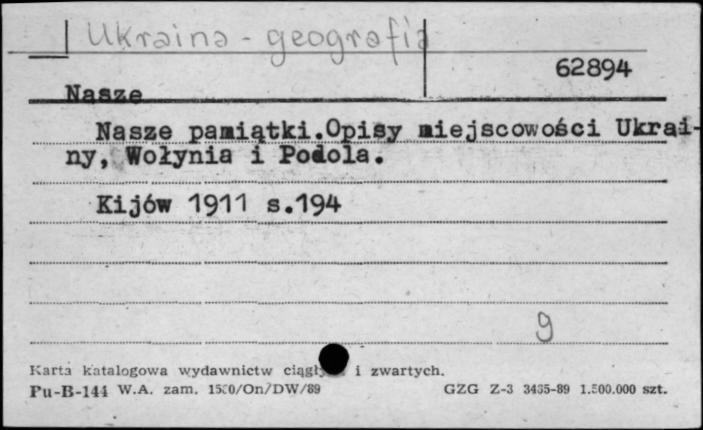 Ukraina - geografia
62894
Nasze
Nasze pamiątki.Opisy miejscowości Ukrai-
ny, Wołynia i Podola.
Kijów 1911 s.194
9
Karta katalogowa wydawnictw i zwartych.
Pu-B-144 W.A. zam. /On/DW/89 GZG Z-3 3435-89 1.500.000 szt.